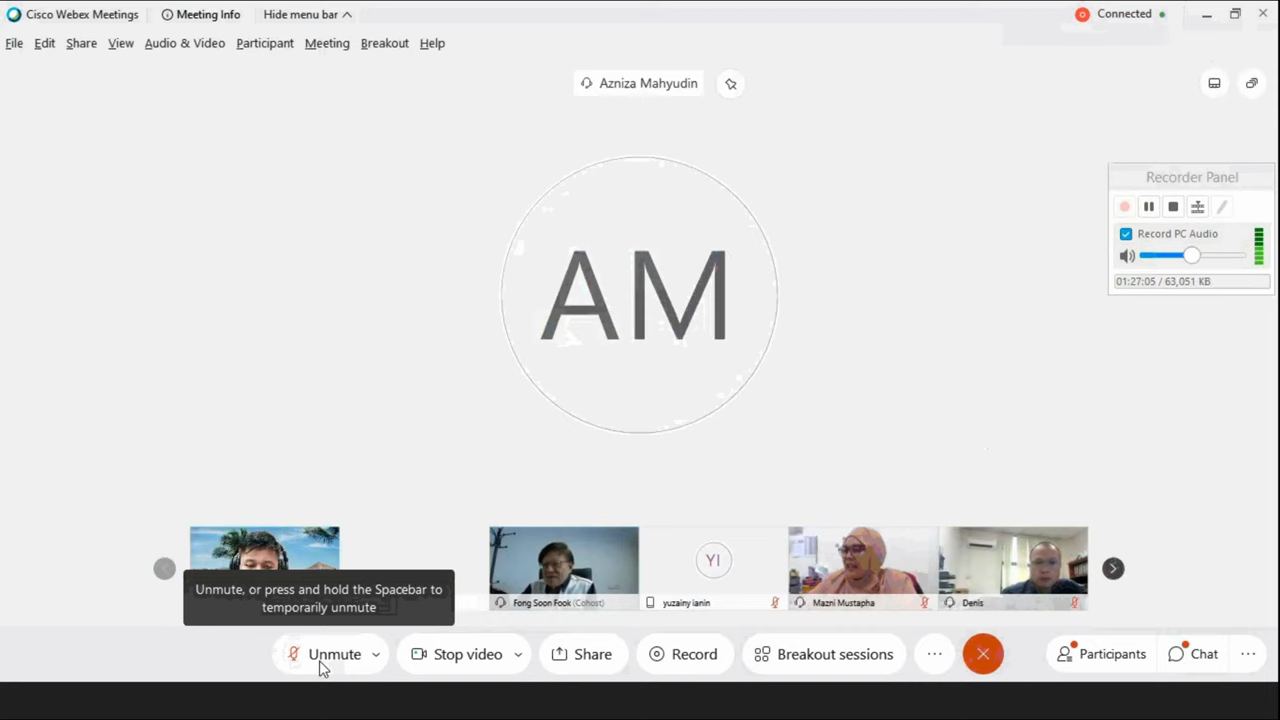 Cisco Webex Meetings
Meeting Info
Hide menu bar
Connected
File Edit Share View Audio & Video Participant Meeting Breakout Help
Azniza Mahyudin
Recorder Panel
Record PC Audio
01:27:05 / 63,051 KB
AM
YI
Fong Soon Fook (Cohost)
yuzainy ianin
Mazni Mustapha
Denis
Unmute, or press and hold the Spacebar to
temporarily unmute
Unmute
Stop video
Share
Record
Breakout sessions
Participants
Chat